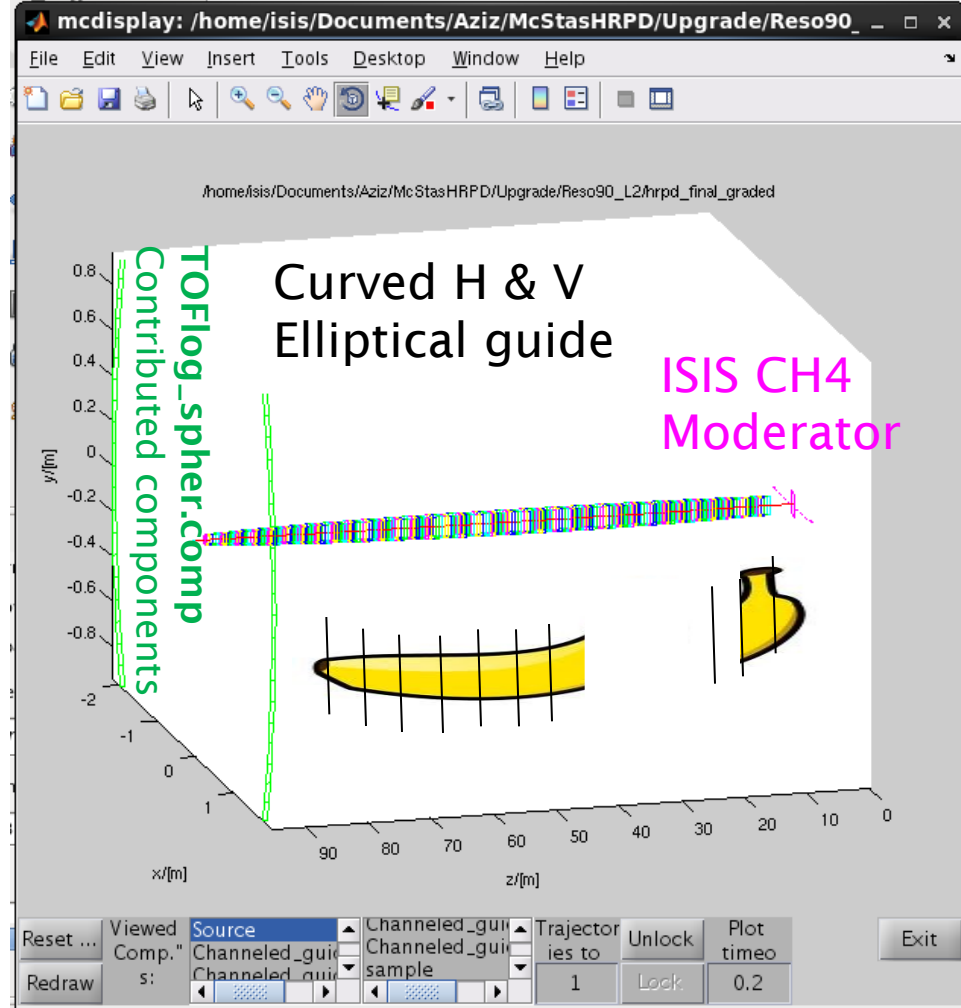 mcdisplay: /home/isis/Documents/Aziz/McStasHRPD/Upgrade/Reso90_
File Edit View Insert Tools Desktop Window Help
/home/isis/Documents/Aziz/McStasHRPD/Upgrade/Reso90_L2/hrpd_final_graded
Curved H & V
Elliptical guide
ISIS CH4
Moderator
TOFlog_spher.comp
Contributed components
y/[m]
0.8
0.6
0.4
0.2
0
-0.2
-0.4
-0.6
-0.8
-2
-1
0
1
x/[m]
90 80 70 60 50 40 30 20 10 0
z/[m]
Reset ...
Redraw
Viewed
Comp."
s:
Source
Channeled_guid
Channeled_guid
Channeled_guid
Channeled_guid
sample
Trajector
ies to
1
Unlock
Lock
Plot
timeo
0.2
Exit